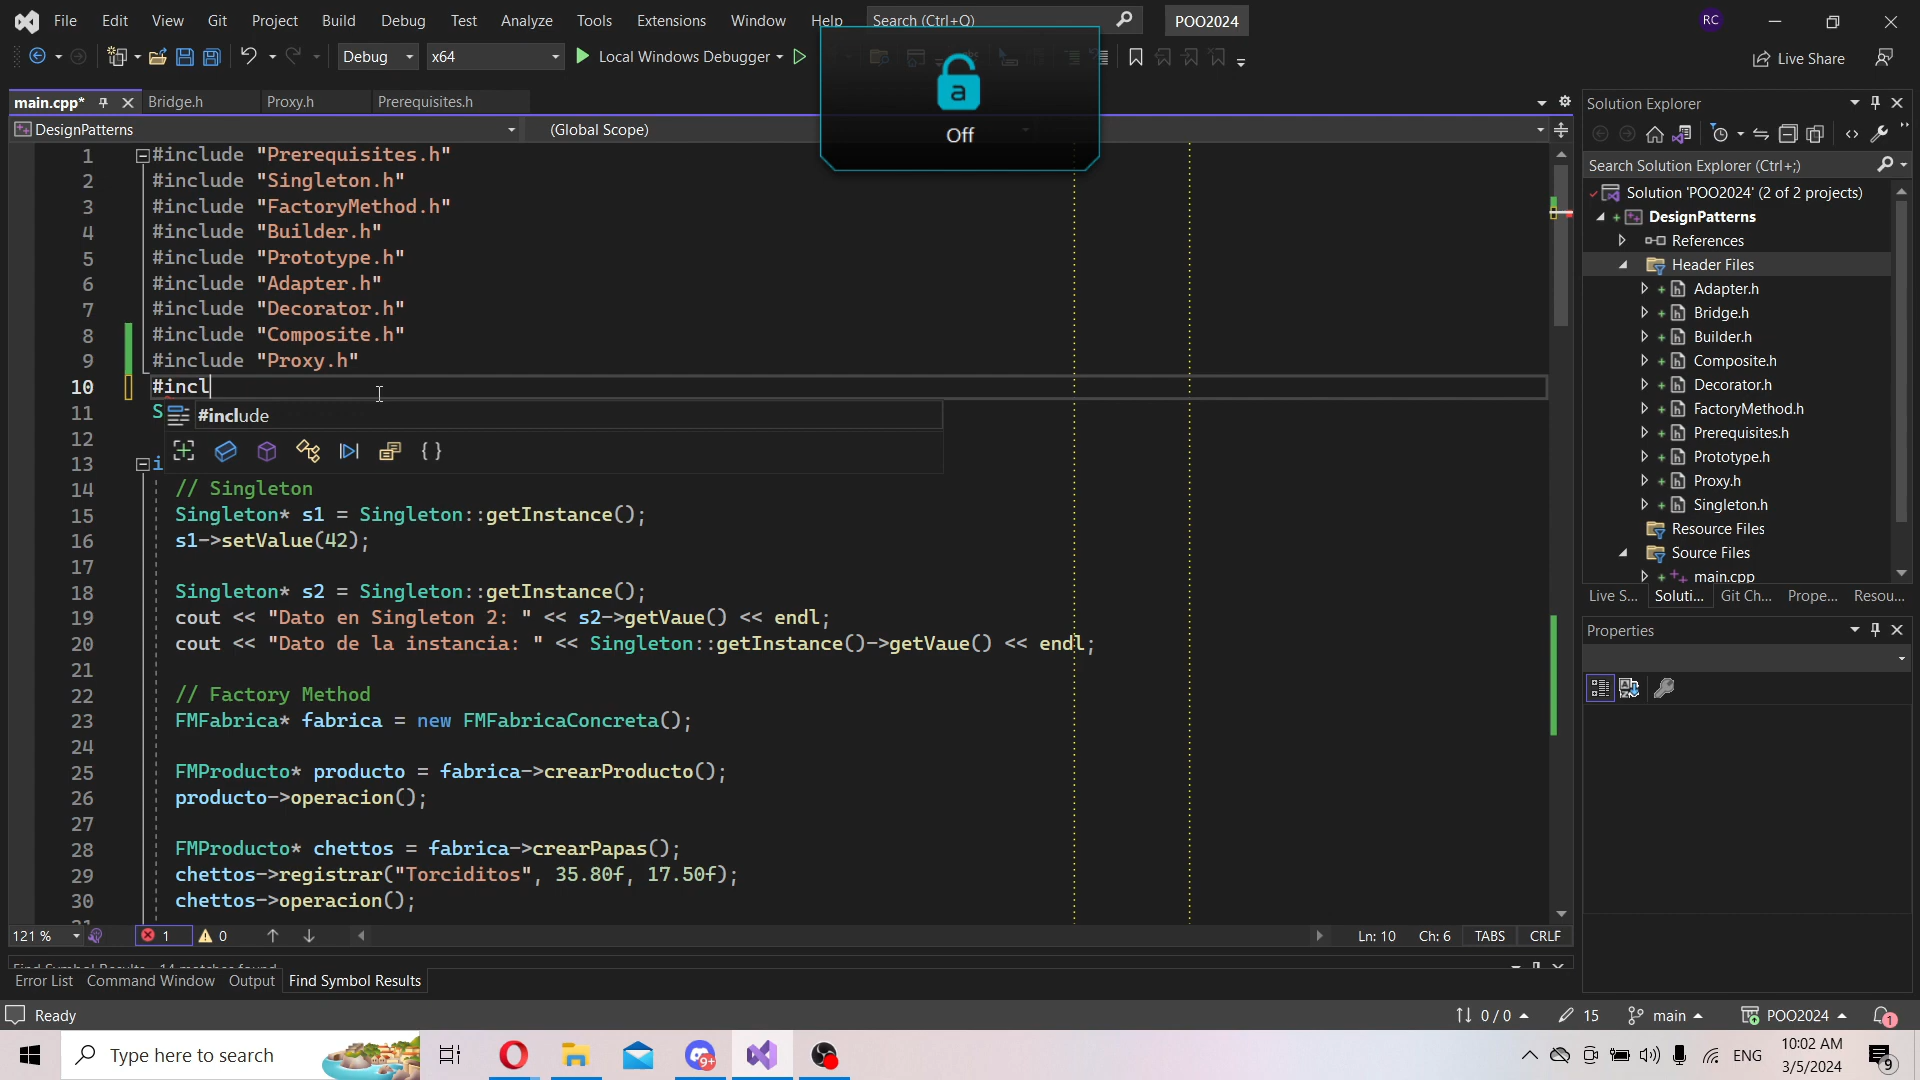 File Edit View Git Project Build Debug Test Analyze Tools Extensions Window Help Search (Ctrl+Q) POO2024 RC
Debug x64 Local Windows Debugger Live Share
a
Off
main.cpp* Bridge.h Proxy.h Prerequisites.h
DesignPatterns (Global Scope)
1 #include "Prerequisites.h"
2 #include "Singleton.h"
3 #include "FactoryMethod.h"
4 #include "Builder.h"
5 #include "Prototype.h"
6 #include "Adapter.h"
7 #include "Decorator.h"
8 #include "Composite.h"
9 #include "Proxy.h"
10 #incl
11 S
#include
12
13 i
14 // Singleton
15 Singleton* s1 = Singleton::getInstance();
16 s1->setValue(42);
17
18 Singleton* s2 = Singleton::getInstance();
19 cout << "Dato en Singleton 2: " << s2->getVaue() << endl;
20 cout << "Dato de la instancia: " << Singleton::getInstance()->getVaue() << endl;
21
22 // Factory Method
23 FMFabrica* fabrica = new FMFabricaConcreta();
24
25 FMProducto* producto = fabrica->crearProducto();
26 producto->operacion();
27
28 FMProducto* chettos = fabrica->crearPapas();
29 chettos->registrar("Torciditos", 35.80f, 17.50f);
30 chettos->operacion();
31
121 % 1 0 Ln: 10 Ch: 6 TABS CRLF
Find Symbol Results - 14 matches found
Error List Command Window Output Find Symbol Results
Solution Explorer
Search Solution Explorer (Ctrl+;)
Solution 'POO2024' (2 of 2 projects)
DesignPatterns
References
Header Files
Adapter.h
Bridge.h
Builder.h
Composite.h
Decorator.h
FactoryMethod.h
Prerequisites.h
Prototype.h
Proxy.h
Singleton.h
Resource Files
Source Files
main.cpp
Live S... Soluti... Git Ch... Prope... Resou...
Properties
Ready 0 / 0 15 main POO2024 1
Type here to search 9+ ENG 10:02 AM 3/5/2024 9